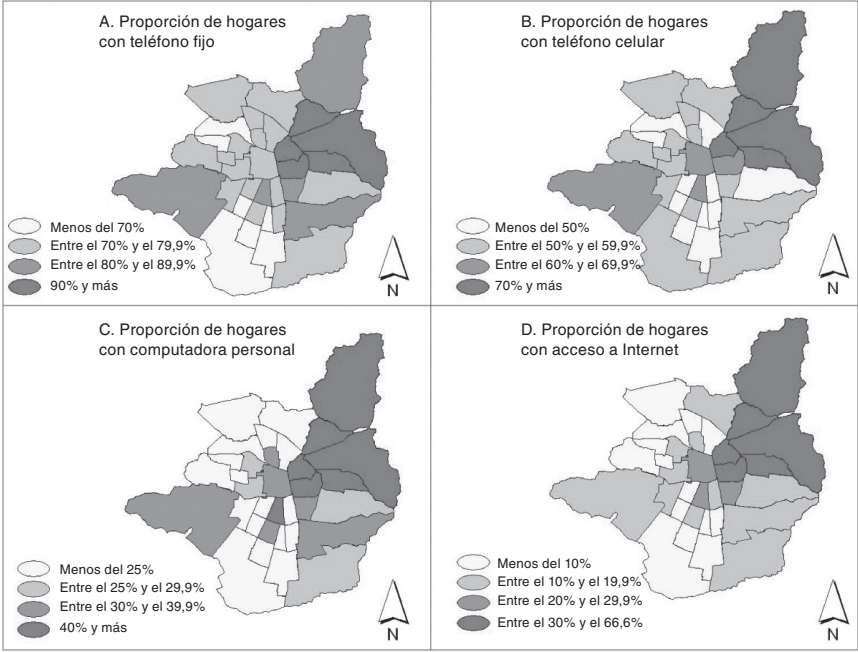 A. Proporción de hogares
con teléfono fijo
Menos del 70%
Entre el 70% y el 79,9%
Entre el 80% y el 89,9%
90% y más
N
B. Proporción de hogares
con teléfono celular
Menos del 50%
Entre el 50% y el 59,9%
Entre el 60% y el 69,9%
70% y más
N
C. Proporción de hogares
con computadora personal
Menos del 25%
Entre el 25% y el 29,9%
Entre el 30% y el 39,9%
40% y más
N
D. Proporción de hogares
con acceso a Internet
Menos del 10%
Entre el 10% y el 19,9%
Entre el 20% y el 29,9%
Entre el 30% y el 66,6%
N